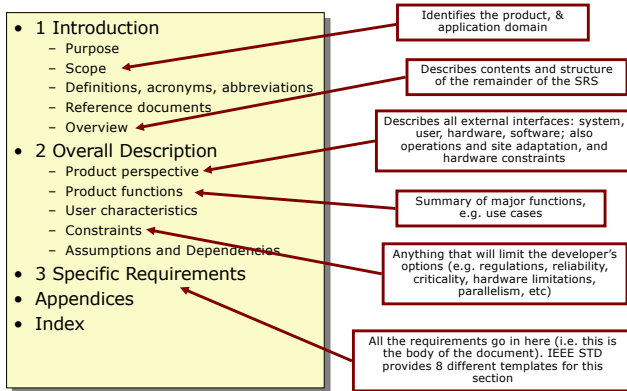 • 1 Introduction
– Purpose
– Scope
– Definitions, acronyms, abbreviations
– Reference documents
– Overview
• 2 Overall Description
– Product perspective
– Product functions
– User characteristics
– Constraints
– Assumptions and Dependencies
• 3 Specific Requirements
• Appendices
• Index
Identifies the product, &
application domain
Describes contents and structure
of the remainder of the SRS
Describes all external interfaces: system,
user, hardware, software; also
operations and site adaptation, and
hardware constraints
Summary of major functions,
e.g. use cases
Anything that will limit the developer’s
options (e.g. regulations, reliability,
criticality, hardware limitations,
parallelism, etc)
All the requirements go in here (i.e. this is
the body of the document). IEEE STD
provides 8 different templates for this
section